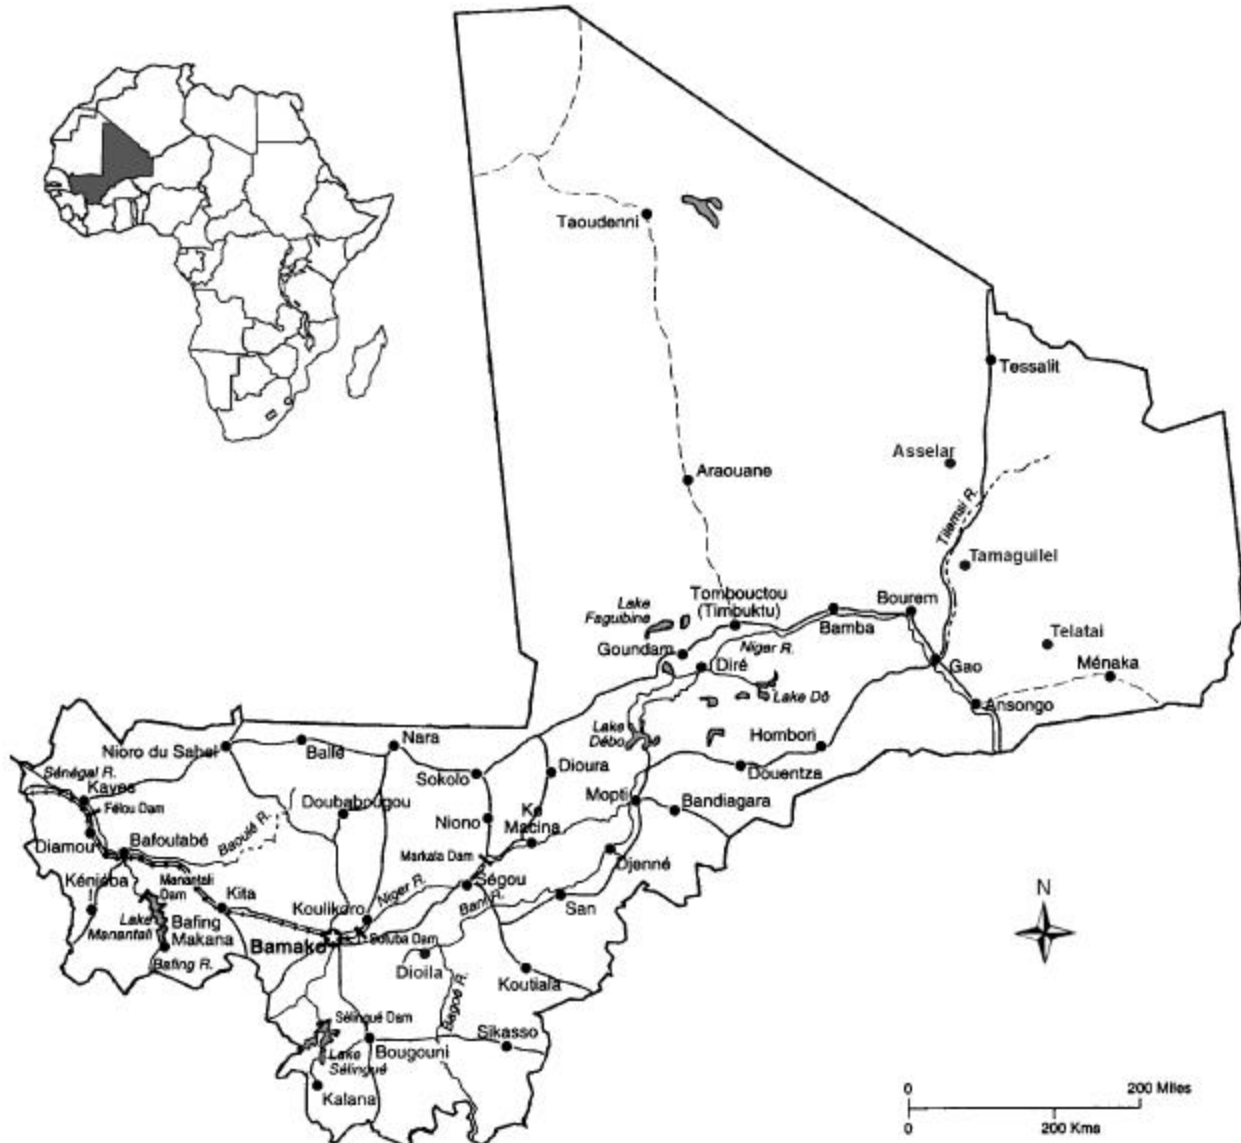 Taoudenni
Tessalit
Asselar
Araouane
Tilemsi R.
Tamaguilel
Tombouctou
(Timbuktu)
Lake
Faguibine
Bourem
Bamba
Telatai
Niger R.
Goundam
Diré
Gao
Ménaka
Lake Dô
Ansongo
Lake
Débo
Hombori
Nioro du Sahel
Ballé
Nara
Sokolo
Dioura
Douentza
Sénégal R.
Kayes
Félou Dam
Doubabougou
Mopti
Bandiagara
Niono
Ke
Macina
Diamou
Bafoutabé
Baoulé R.
Markala Dam
Djenné
Kéniéba
Manantali
Dam
Kita
Ségou
Niger R.
Bani R.
San
Koulikoro
Lake
Manantali
Bafing
Makana
Bamako
Sotuba Dam
Bafing R.
Dioila
Koutiala
Bagoé R.
Sélingué Dam
Sikasso
Bougouni
Lake
Sélingué
Kalana
N
0 200 Miles
0 200 Kms